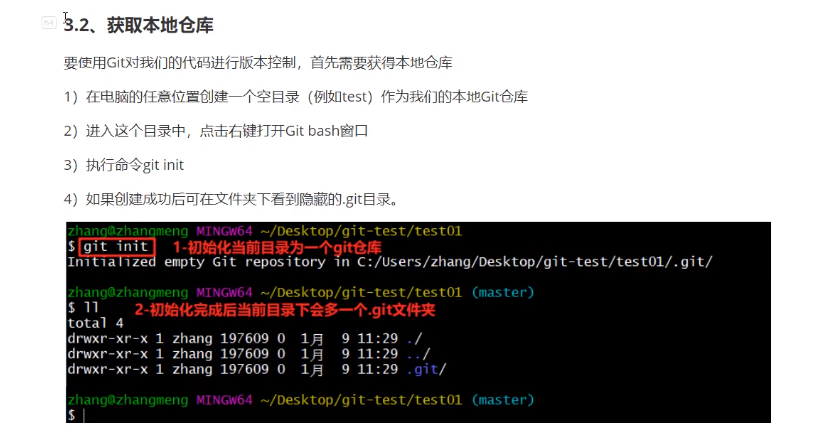 3.2、获取本地仓库
要使用Git对我们的代码进行版本控制，首先需要获得本地仓库
1）在电脑的任意位置创建一个空目录（例如test）作为我们的本地Git仓库
2）进入这个目录中，点击右键打开Git bash窗口
3）执行命令git init
4）如果创建成功后可在文件夹下看到隐藏的.git目录。
zhang@zhangmeng MINGW64 ~/Desktop/git-test/test01
$ git init 1-初始化当前目录为一个git仓库
Initialized empty Git repository in C:/Users/zhang/Desktop/git-test/test01/.git/
zhang@zhangmeng MINGW64 ~/Desktop/git-test/test01 (master)
$ ll 2-初始化完成后当前目录下会多一个.git文件夹
total 4
drwxr-xr-x 1 zhang 197609 0 1月 9 11:29 ./
drwxr-xr-x 1 zhang 197609 0 1月 9 11:29 ../
drwxr-xr-x 1 zhang 197609 0 1月 9 11:29 .git/
zhang@zhangmeng MINGW64 ~/Desktop/git-test/test01 (master)
$